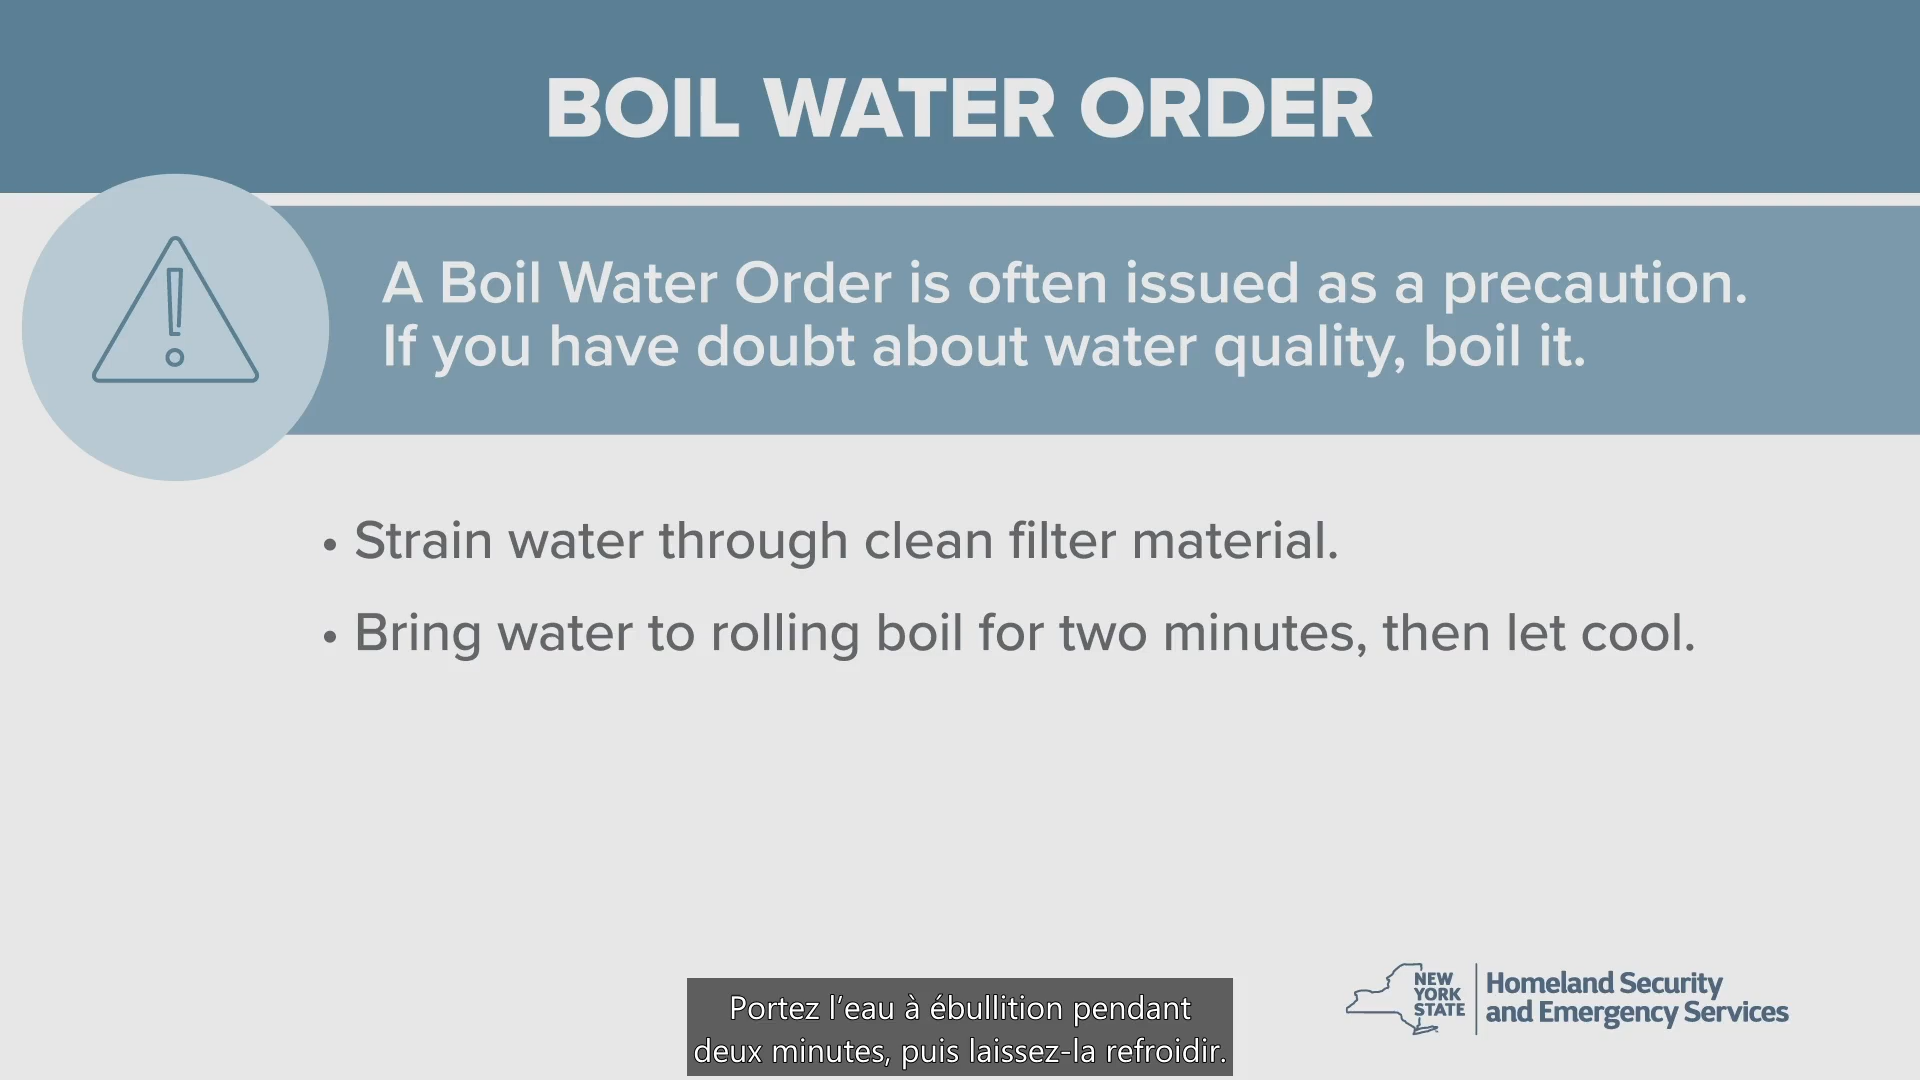 BOIL WATER ORDER
A Boil Water Order is often issued as a precaution.
If you have doubt about water quality, boil it.
• Strain water through clean filter material.
• Bring water to rolling boil for two minutes, then let cool.
NEW
YORK
STATE
Homeland Security
and Emergency Services
Portez l’eau à ébullition pendant
deux minutes, puis laissez-la refroidir.